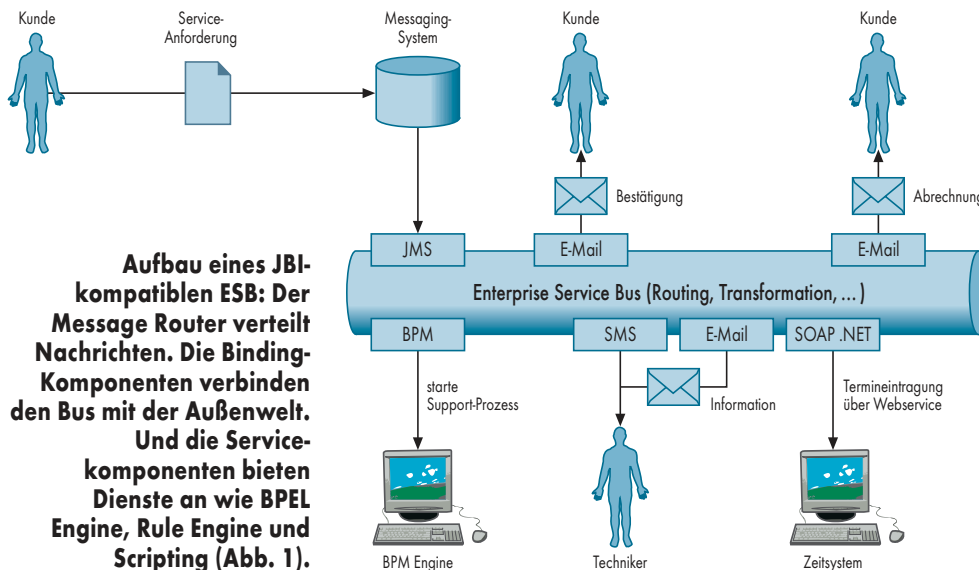 Kunde
Service-
Anforderung
Messaging-
System
Kunde
Kunde
Bestätigung
Abrechnung
JMS
E-Mail
E-Mail
Enterprise Service Bus (Routing, Transformation, ...)
BPM
SMS
E-Mail
SOAP .NET
starte
Support-Prozess
Information
Termineintragung
über Webservice
BPM Engine
Techniker
Zeitsystem
Aufbau eines JBI-
kompatiblen ESB: Der
Message Router verteilt
Nachrichten. Die Binding-
Komponenten verbinden
den Bus mit der Außenwelt.
Und die Service-
komponenten bieten
Dienste an wie BPEL
Engine, Rule Engine und
Scripting (Abb. 1).